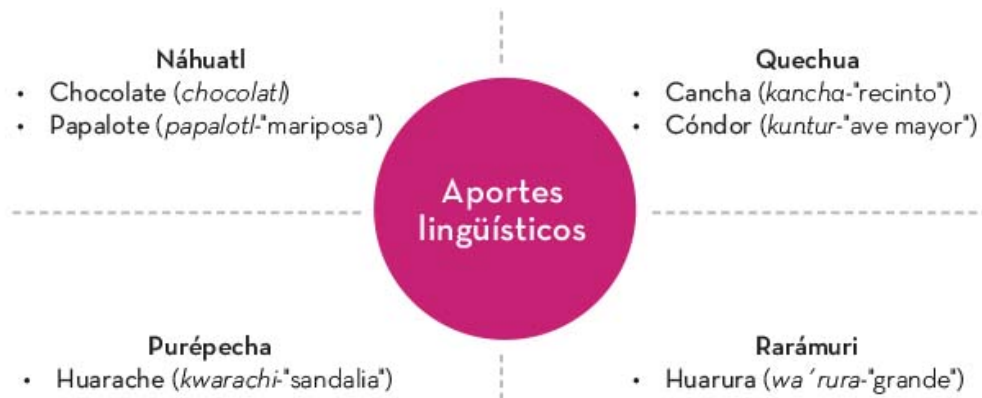 Náhuatl
• Chocolate (chocolatl)
• Papalote (papalotl-"mariposa")
Quechua
• Cancha (kancha-"recinto")
• Cóndor (kuntur-"ave mayor")
Aportes
lingüísticos
Purépecha
• Huarache (kwarachi-"sandalia")
Rarámuri
• Huarura (wa´rura-"grande")